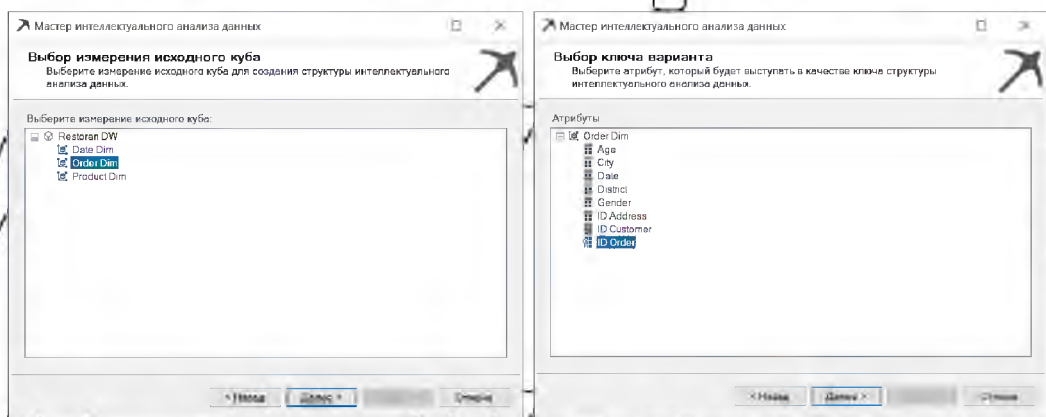 Мастер интеллектуального анализа данных
Выбор измерения исходного куба
Выберите измерение исходного куба для создания структуры интеллектуального
анализа данных.
Выберите измерение исходного куба:
Restoran DW
Date Dim
Order Dim
Product Dim
< Назад
Далее >
Отмена
Мастер интеллектуального анализа данных
Выбор ключа варианта
Выберите атрибут, который будет выступать в качестве ключа структуры
интеллектуального анализа данных.
Атрибуты
Order Dim
Age
City
Date
District
Gender
ID Address
ID Customer
ID Order
< Назад
Далее >
Отмена